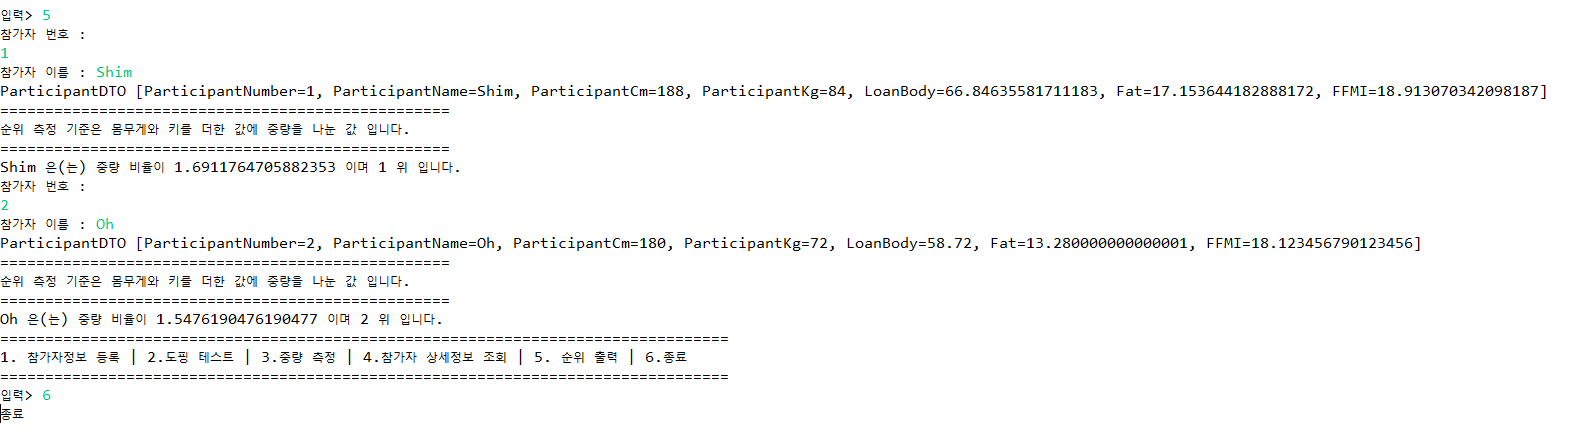 입력> 5
참가자 번호 :
1
참가자 이름 : Shim
ParticipantDTO [ParticipantNumber=1, ParticipantName=Shim, ParticipantCm=188, ParticipantKg=84, LoanBody=66.84635581711183, Fat=17.153644182888172, FFMI=18.913070342098187]
==================================================
순위 측정 기준은 몸무게와 키를 더한 값에 중량을 나눈 값 입니다.
==================================================
Shim 은(는) 중량 비율이 1.6911764705882353 이며 1 위 입니다.
참가자 번호 :
2
참가자 이름 : Oh
ParticipantDTO [ParticipantNumber=2, ParticipantName=Oh, ParticipantCm=180, ParticipantKg=72, LoanBody=58.72, Fat=13.280000000000001, FFMI=18.123456790123456]
==================================================
순위 측정 기준은 몸무게와 키를 더한 값에 중량을 나눈 값 입니다.
==================================================
Oh 은(는) 중량 비율이 1.5476190476190477 이며 2 위 입니다.
=================================================================================
1. 참가자정보 등록 | 2.도핑 테스트 | 3.중량 측정 | 4.참가자 상세정보 조회 | 5. 순위 출력 | 6.종료
=================================================================================
입력> 6
종료